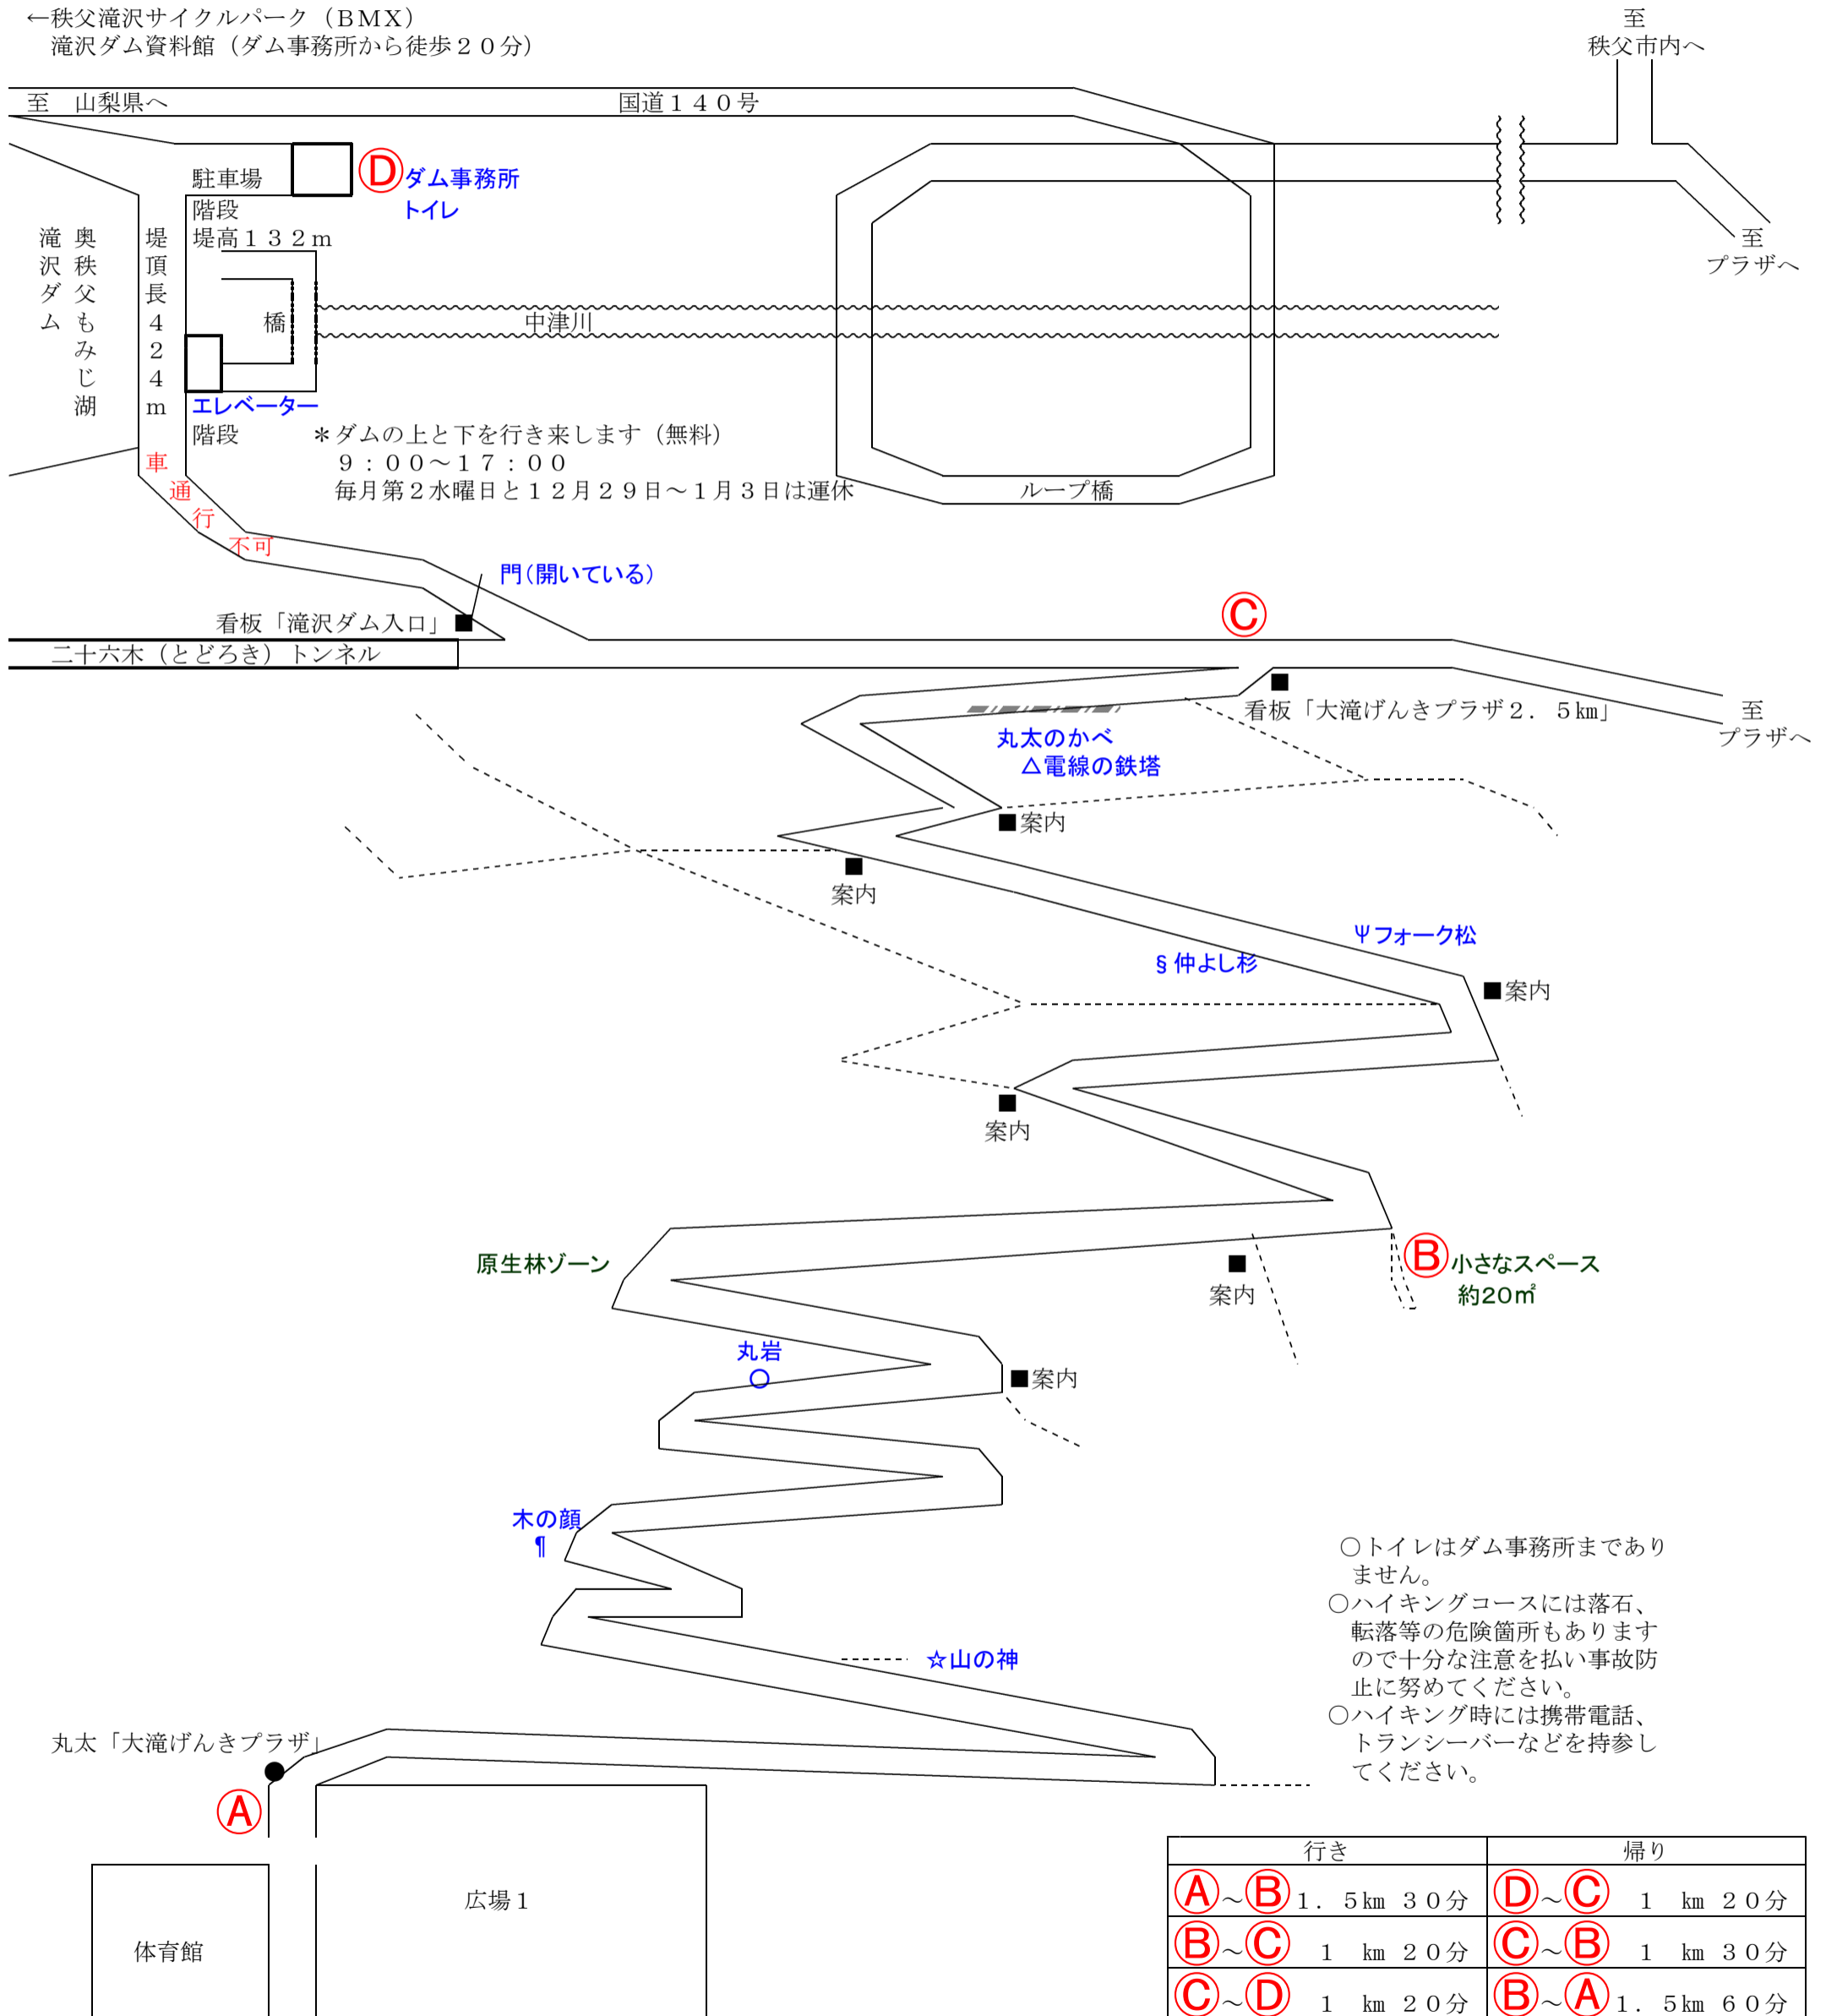 ←秩父滝沢サイクルパーク（ＢＭＸ）
滝沢ダム資料館（ダム事務所から徒歩２０分）
至
秩父市内へ
至　山梨県へ
国道１４０号
駐車場
Ⓓダム事務所
トイレ
階段
堤高１３２ｍ
至
プラザへ
滝沢ダム
奥秩父もみじ湖
堤頂長４２４ｍ
橋
中津川
エレベーター
階段
＊ダムの上と下を行き来します（無料）
９：００～１７：００
毎月第２水曜日と１２月２９日～１月３日は運休
ループ橋
車通行不可
門（開いている）
看板「滝沢ダム入口」■
Ⓒ
二十六木（とどろき）トンネル
■
看板「大滝げんきプラザ２．５㎞」
至
プラザへ
丸太のかべ
△電線の鉄塔
■案内
■
案内
Ψフォーク松
§仲よし杉
■案内
■
案内
原生林ゾーン
Ⓑ小さなスペース
約20㎡
■
案内
丸岩
○
■案内
木の顔
¶
○トイレはダム事務所まであり
ません。
○ハイキングコースには落石、
転落等の危険箇所もあります
ので十分な注意を払い事故防
止に努めてください。
○ハイキング時には携帯電話、
トランシーバーなどを持参し
てください。
☆山の神
丸太「大滝げんきプラザ」
●
Ⓐ
広場１
体育館
行き　帰り
Ⓐ～Ⓑ１．５㎞ ３０分　Ⓓ～Ⓒ　１　㎞ ２０分
Ⓑ～Ⓒ　１　㎞ ２０分　Ⓒ～Ⓑ　１　㎞ ３０分
Ⓒ～Ⓓ　１　㎞ ２０分　Ⓑ～Ⓐ１．５㎞ ６０分